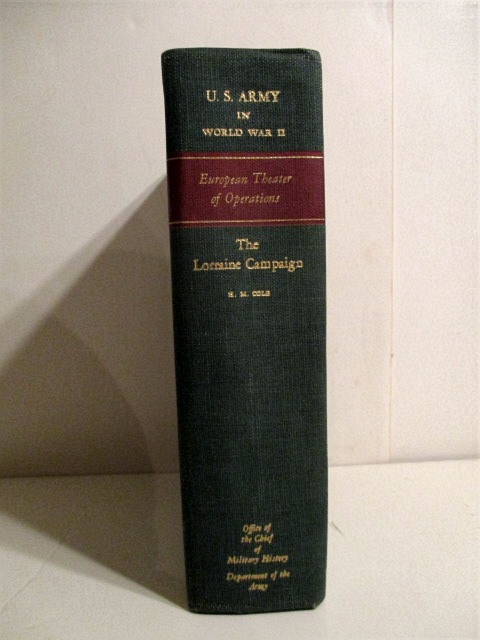 U. S. ARMY
IN
WORLD WAR II
European Theater
of Operations
The
Lorraine Campaign
H. M. COLE
Office of
the Chief
of
Military History
Department of the
Army